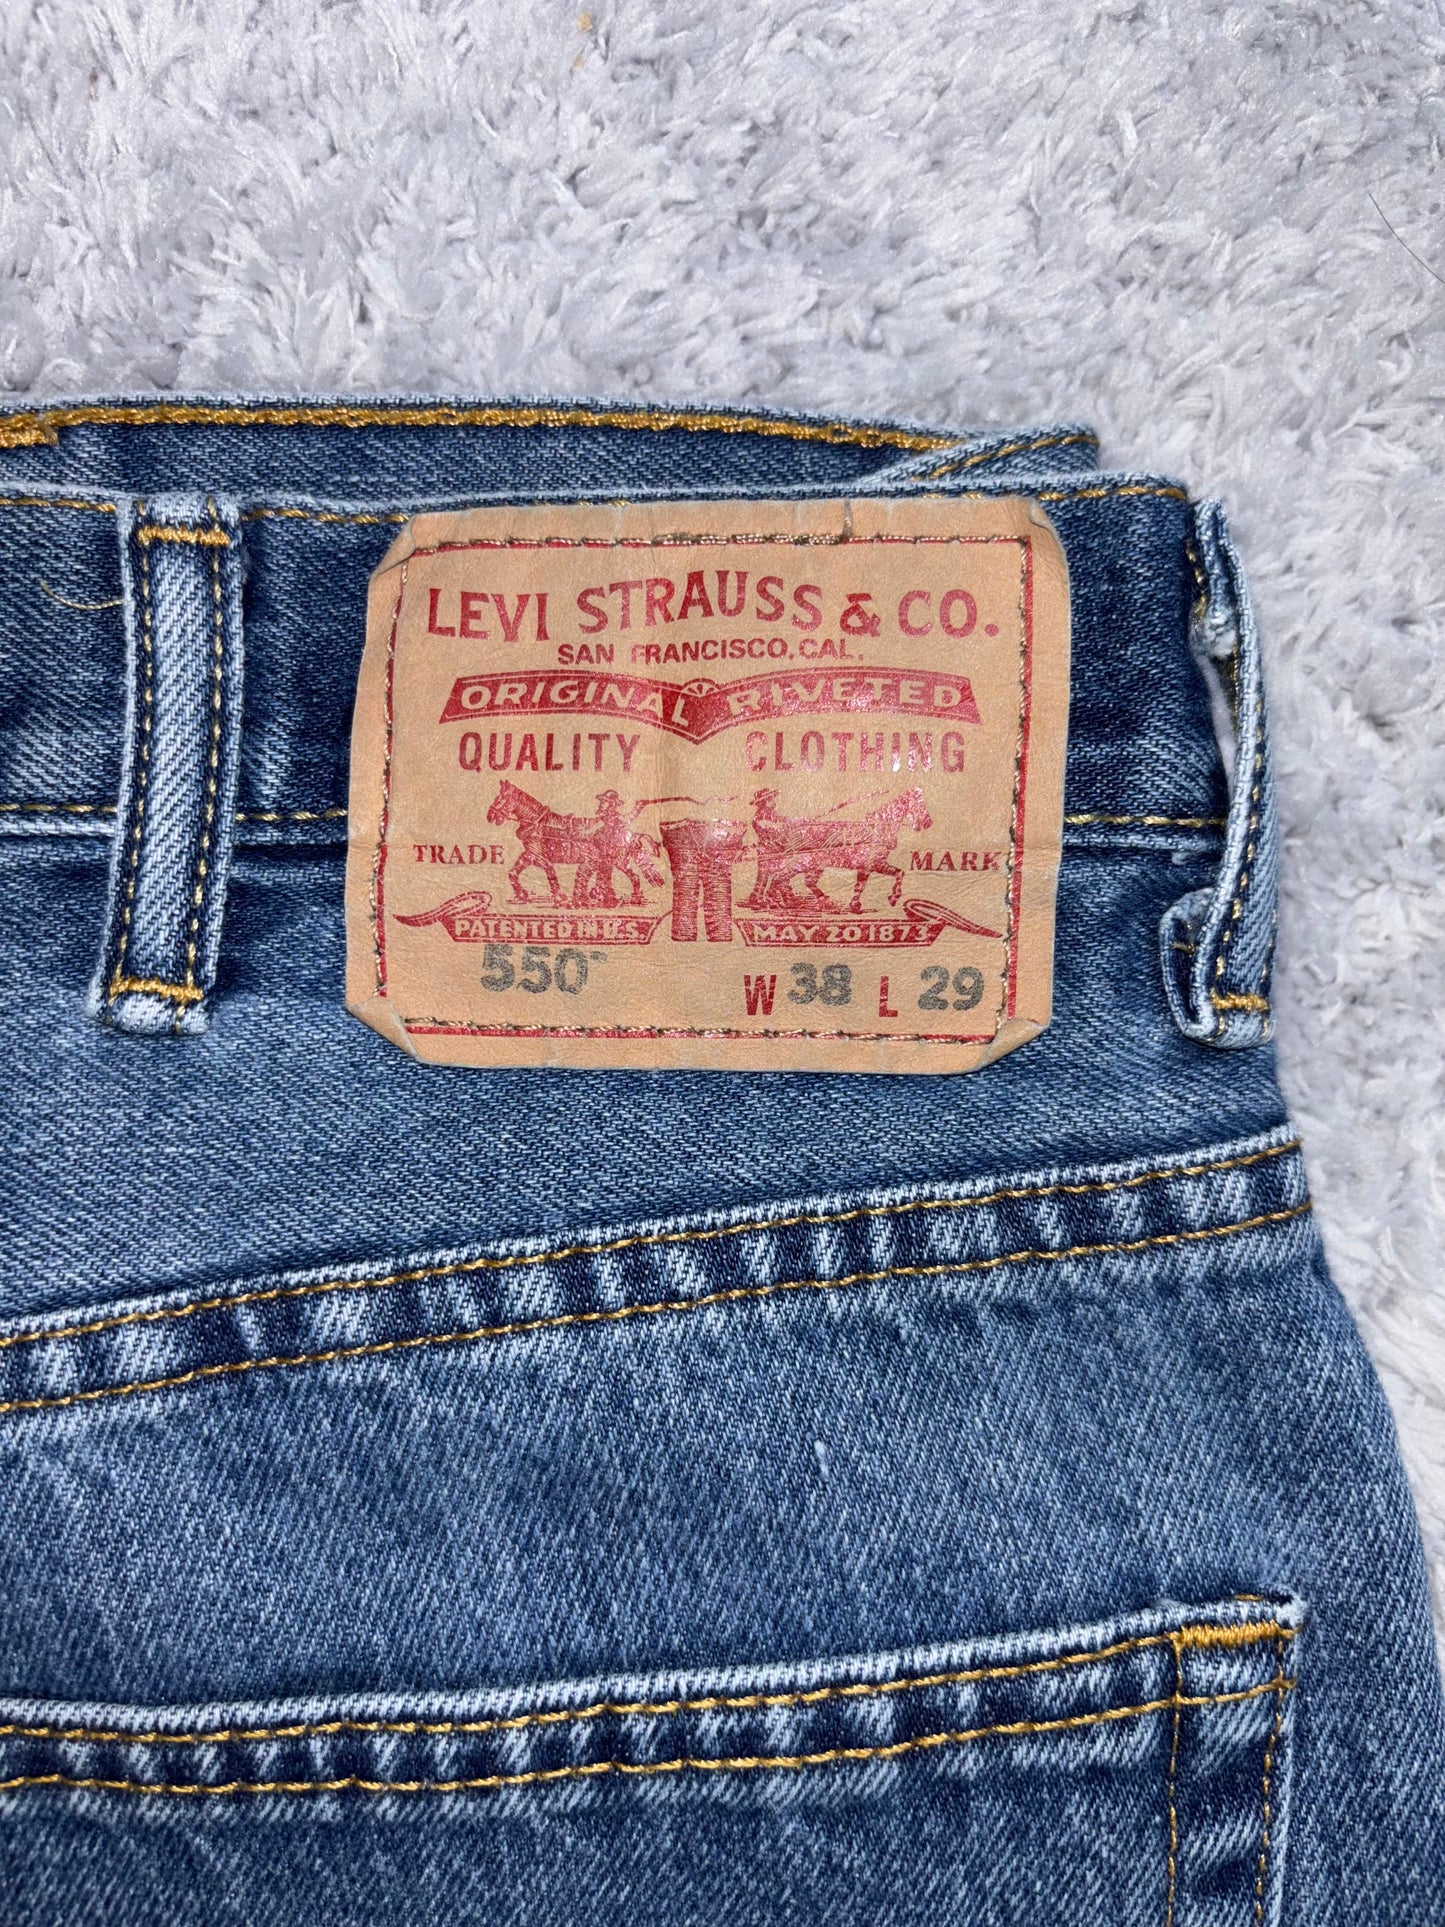 LEVI STRAUSS & CO.
SAN FRANCISCO, CAL.
ORIGINAL RIVETED
QUALITY CLOTHING
TRADE MARK
PATENTED IN U.S. MAY 20 1873
550™ W 38 L 29